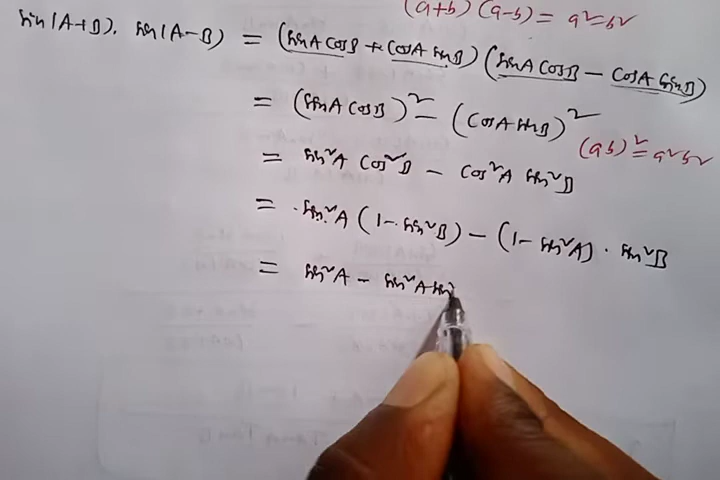 (a+b) (a-b) = a²-b²
sin(A+B). sin(A-B) = (sinA cosB + cosA sinB) (sinA cosB - cosA sinB)
= (sinA cosB)² - (cosA sinB)²
(ab)² = a²b²
= sin²A cos²B - cos²A sin²B
= sin²A (1 - sin²B) - (1 - sin²A) . sin²B
= sin²A - sin²A sin²